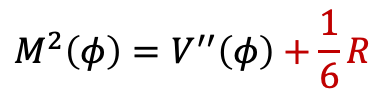 M²(ϕ) = V′′(ϕ) + 1/6 R